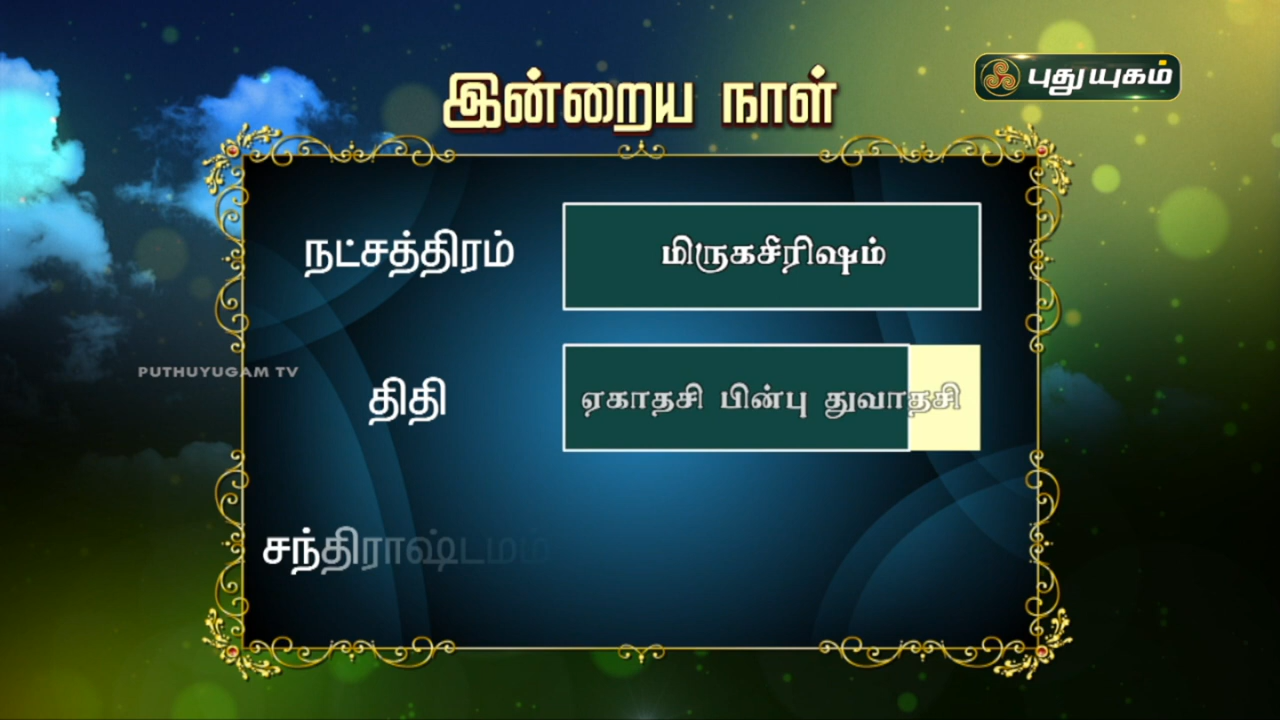 இன்றைய நாள்
புதுயுகம்
நட்சத்திரம்
மிருகசீரிஷம்
PUTHUYUGAM TV
திதி
ஏகாதசி பின்பு துவாதசி
சந்திராஷ்டமம்